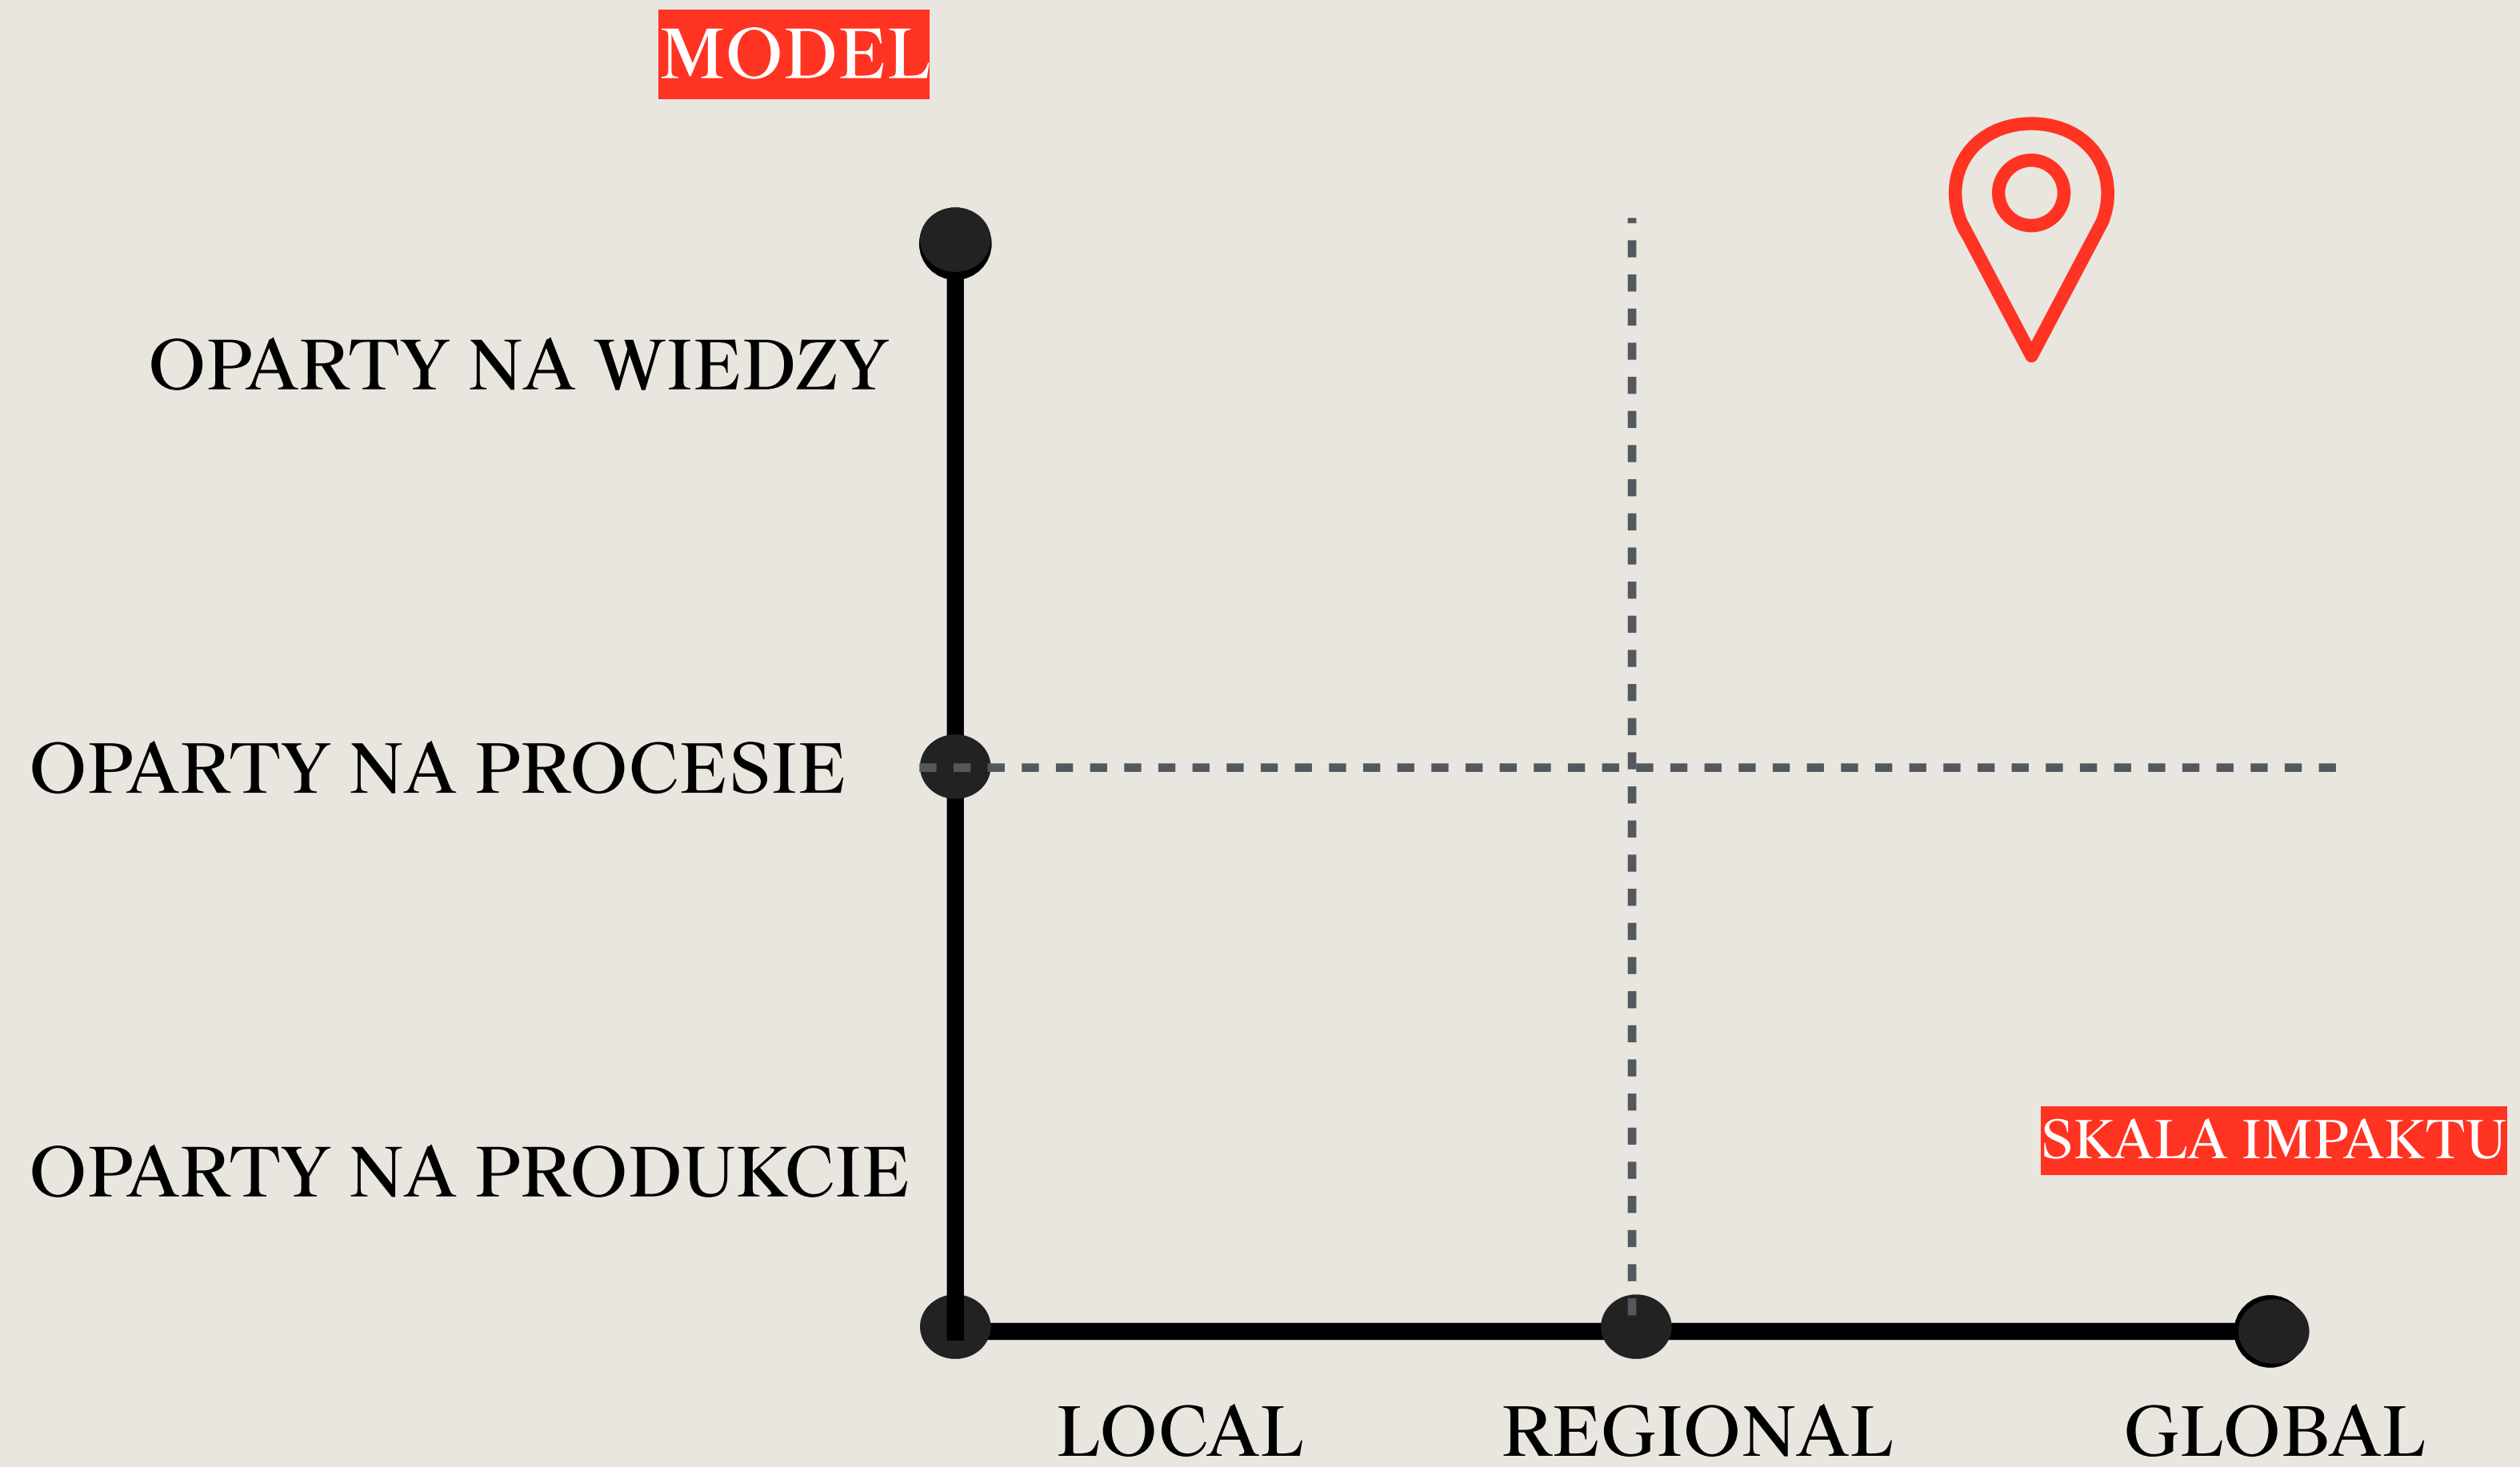 MODEL
OPARTY NA WIEDZY
OPARTY NA PROCESIE
OPARTY NA PRODUKCIE
SKALA IMPAKTU
LOCAL
REGIONAL
GLOBAL